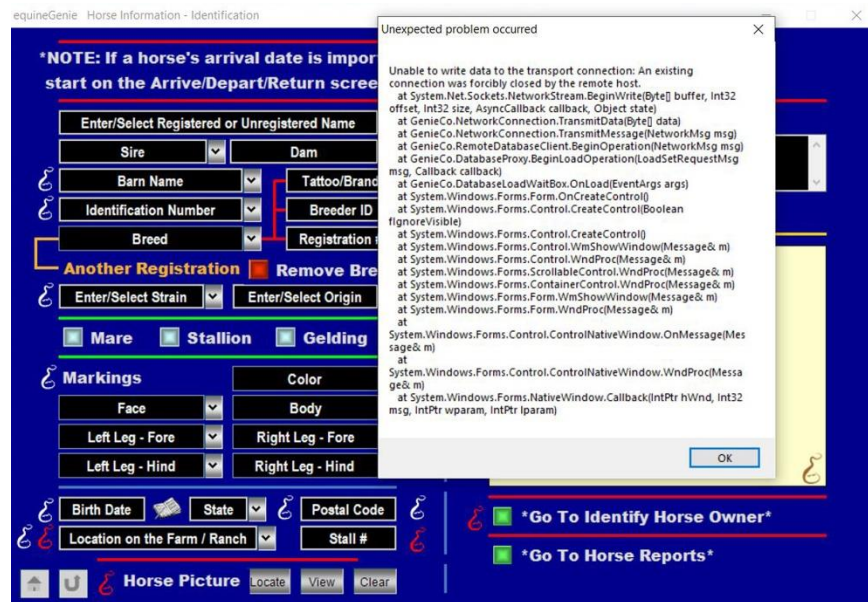 equineGenie Horse Information - Identification
*NOTE: If a horse's arrival date is impor
start on the Arrive/Depart/Return scree
Enter/Select Registered or Unregistered Name
Sire Dam
Barn Name Tattoo/Brand
Identification Number Breeder ID
Breed Registration
Another Registration Remove Bre
Enter/Select Strain Enter/Select Origin
Mare Stallion Gelding
Markings Color
Face Body
Left Leg - Fore Right Leg - Fore
Left Leg - Hind Right Leg - Hind
Birth Date State Postal Code
Location on the Farm / Ranch Stall #
Horse Picture Locate View Clear
Unexpected problem occurred
Unable to write data to the transport connection: An existing
connection was forcibly closed by the remote host.
at System.Net.Sockets.NetworkStream.BeginWrite(Byte[] buffer, Int32
offset, Int32 size, AsyncCallback callback, Object state)
at GenieCo.NetworkConnection.TransmitData(Byte[] data)
at GenieCo.NetworkConnection.TransmitMessage(NetworkMsg msg)
at GenieCo.RemoteDatabaseClient.BeginOperation(NetworkMsg msg)
at GenieCo.DatabaseProxy.BeginLoadOperation(LoadSetRequestMsg
msg, Callback callback)
at GenieCo.DatabaseLoadWaitBox.OnLoad(EventArgs args)
at System.Windows.Forms.Form.OnCreateControl()
at System.Windows.Forms.Control.CreateControl(Boolean
fIgnoreVisible)
at System.Windows.Forms.Control.CreateControl()
at System.Windows.Forms.Control.WmShowWindow(Message& m)
at System.Windows.Forms.Control.WndProc(Message& m)
at System.Windows.Forms.ScrollableControl.WndProc(Message& m)
at System.Windows.Forms.ContainerControl.WndProc(Message& m)
at System.Windows.Forms.Form.WmShowWindow(Message& m)
at System.Windows.Forms.Form.WndProc(Message& m)
at
System.Windows.Forms.Control.ControlNativeWindow.OnMessage(Mes
sage& m)
at
System.Windows.Forms.Control.ControlNativeWindow.WndProc(Messa
ge& m)
at System.Windows.Forms.NativeWindow.Callback(IntPtr hWnd, Int32
msg, IntPtr wparam, IntPtr lparam)
OK
*Go To Identify Horse Owner*
*Go To Horse Reports*